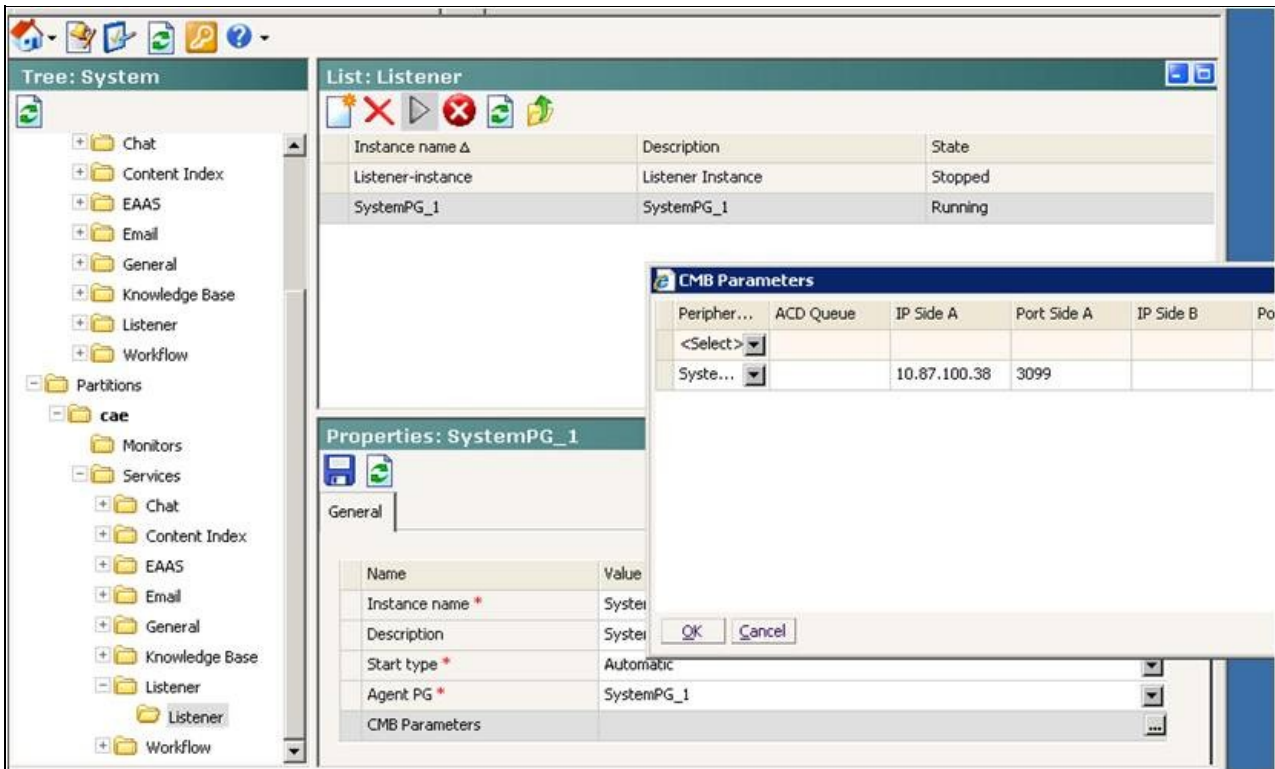 Tree: System
Chat
Content Index
EAAS
Email
General
Knowledge Base
Listener
Workflow
Partitions
cae
Monitors
Services
Chat
Content Index
EAAS
Email
General
Knowledge Base
Listener
Listener
Workflow
List: Listener
Instance name Δ Description State
Listener-instance Listener Instance Stopped
SystemPG_1 SystemPG_1 Running
Properties: SystemPG_1
General
Name Value
Instance name * System
Description System
Start type * Automatic
Agent PG * SystemPG_1
CMB Parameters ...
CMB Parameters
Peripher... ACD Queue IP Side A Port Side A IP Side B Po
<Select>
Syste... 10.87.100.38 3099
OK Cancel